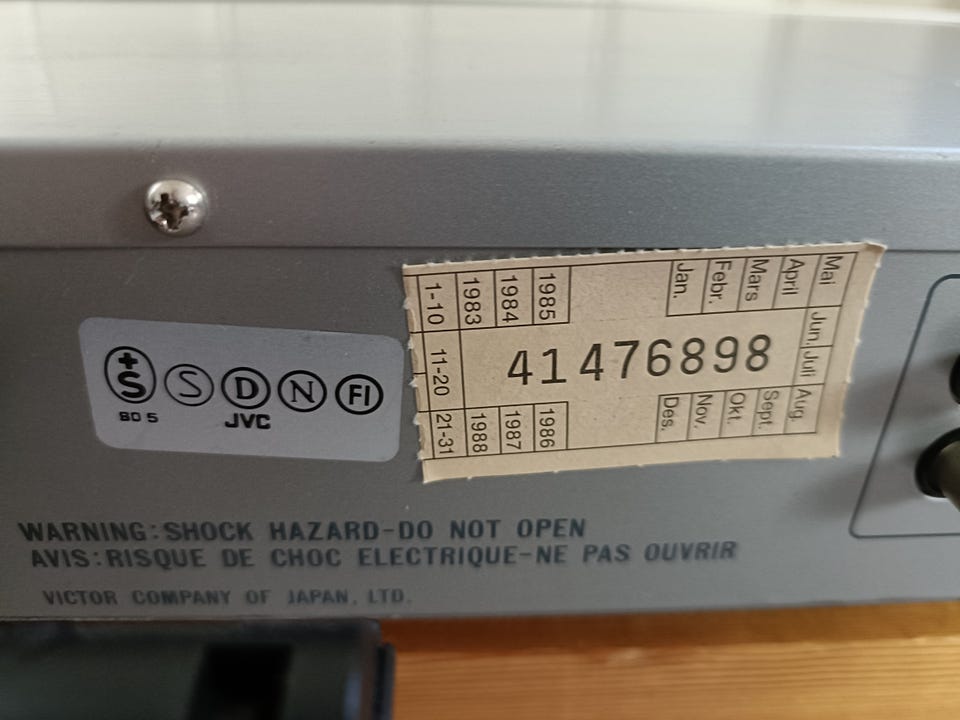 +S S D N FI
BO 5 JVC
1-10 1983 1984 1985 Jan. Febr. Mars April Mai
11-20 41476898 Jun. Juli
21-31 1988 1987 1986 Des. Nov. Okt. Sept. Aug.
WARNING:SHOCK HAZARD-DO NOT OPEN
AVIS:RISQUE DE CHOC ELECTRIQUE-NE PAS OUVRIR
VICTOR COMPANY OF JAPAN, LTD.